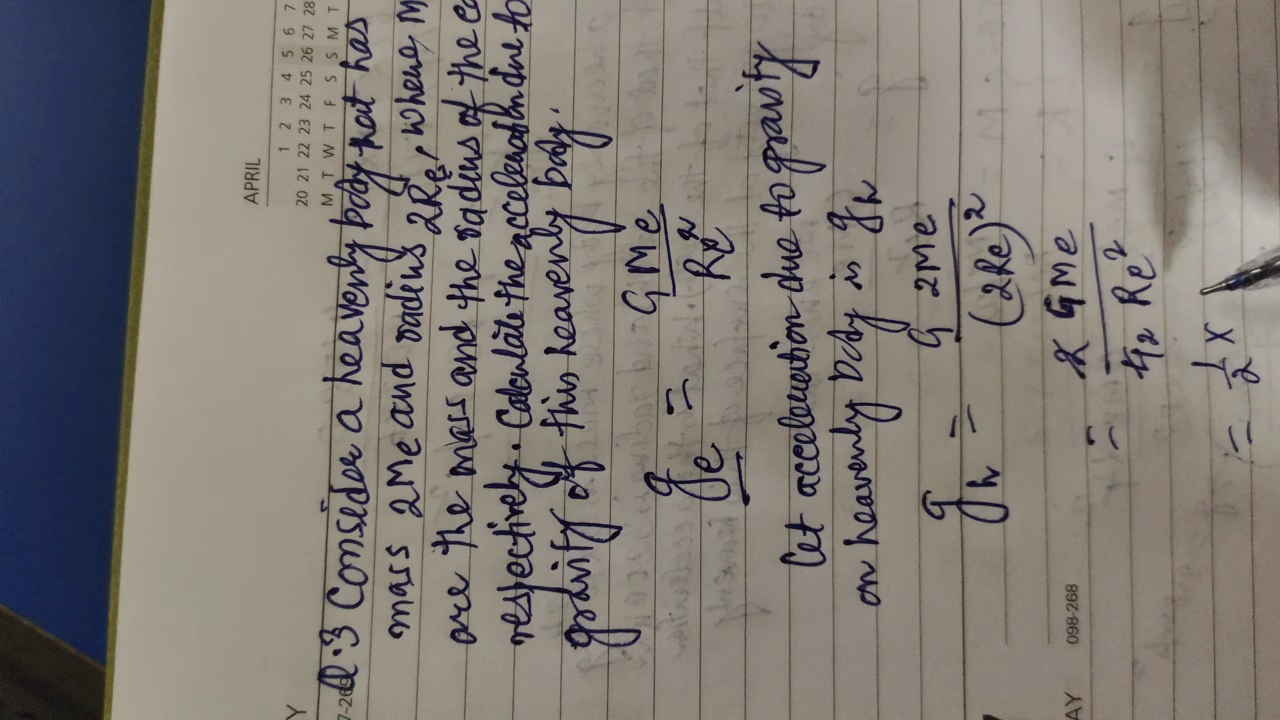 APRIL
1 2 3 4 5 6 7
20 21 22 23 24 25 26 27 28
M T W T F S S M T
Q.3 Consider a heavenly body that has
mass 2Me and radius 2Re, where, M
are the mass and the radius of the ea
respectively. Calculate the acceleration due to
gravity of this heavenly body.
ge = GMe / Re²
Let acceleration due to gravity
on heavenly body is gh
gh = G 2Me / (2Re)²
= 2 GMe / 4 2 Re²
= 1/2 x
AY 098-268
Y